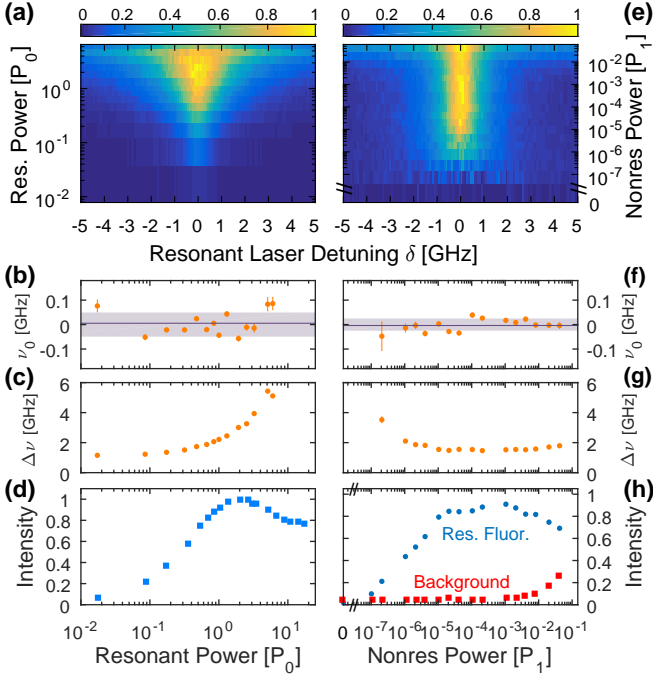 (a)
0 0.2 0.4 0.6 0.8 1
Res. Power [P0]
10^0
10^-1
10^-2
-5 -4 -3 -2 -1 0 1 2 3 4 5
(e)
0 0.2 0.4 0.6 0.8 1
Nonres Power [P1]
10^-2
10^-3
10^-4
10^-5
10^-6
10^-7
0
-5 -4 -3 -2 -1 0 1 2 3 4 5
Resonant Laser Detuning δ [GHz]
(b)
ν0 [GHz]
0.1
0
-0.1
(f)
ν0 [GHz]
0.1
0
-0.1
(c)
Δν [GHz]
6
4
2
0
(g)
Δν [GHz]
6
4
2
0
(d)
Intensity
1
0.8
0.6
0.4
0.2
0
10^-2 10^-1 10^0 10^1
Resonant Power [P0]
(h)
Intensity
1
0.8
0.6
0.4
0.2
0
Res. Fluor.
Background
0 10^-7 10^-6 10^-5 10^-4 10^-3 10^-2 10^-1
Nonres Power [P1]